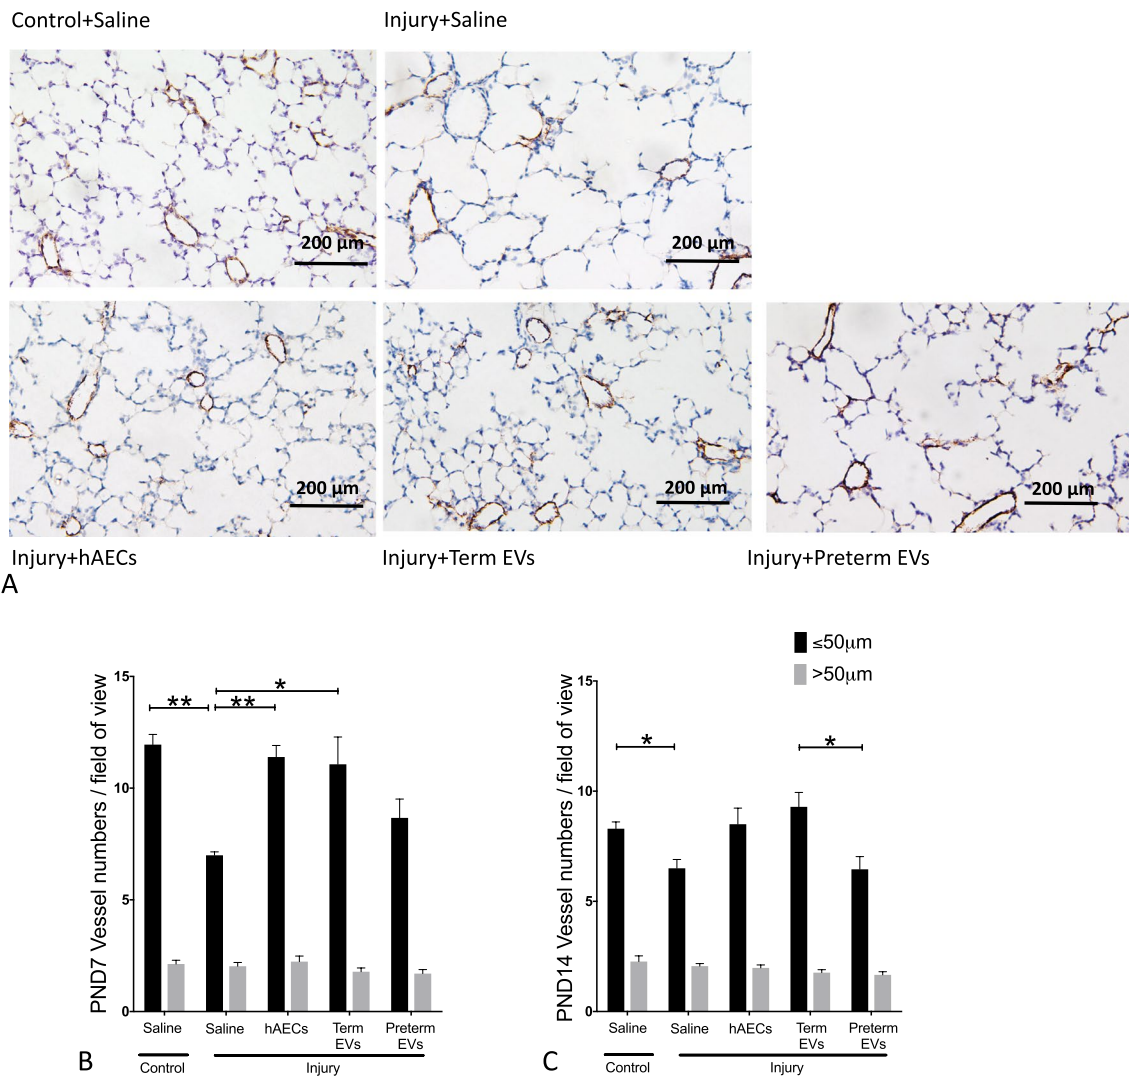 Control+Saline
Injury+Saline
200 µm
200 µm
200 µm
200 µm
200 µm
Injury+hAECs
Injury+Term EVs
Injury+Preterm EVs
A
≤50µm
>50µm
PND7 Vessel numbers / field of view
15
10
5
0
**
**
*
Saline
Saline
hAECs
Term
EVs
Preterm
EVs
Control
Injury
B
PND14 Vessel numbers / field of view
15
10
5
0
*
*
Saline
Saline
hAECs
Term
EVs
Preterm
EVs
Control
Injury
C